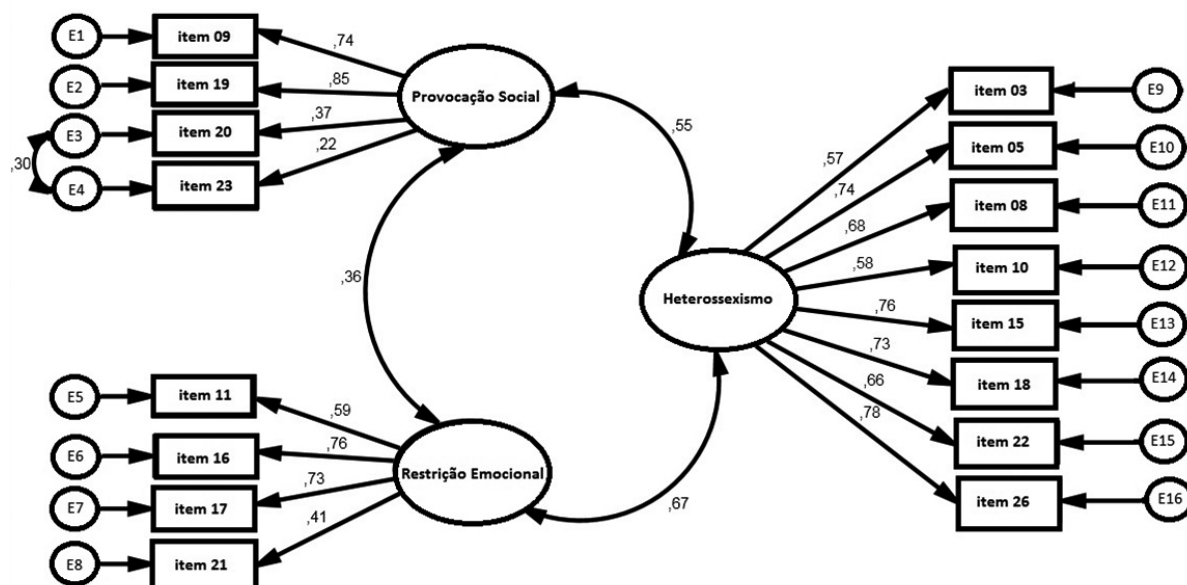 E1
item 09
,74
E2
item 19
,85
Provocação Social
E3
item 20
,37
,30
E4
item 23
,22
,55
,36
E5
item 11
,59
E6
item 16
,76
Restrição Emocional
E7
item 17
,73
E8
item 21
,41
,67
Heterossexismo
,57
item 03
E9
,74
item 05
E10
,68
item 08
E11
,58
item 10
E12
,76
item 15
E13
,73
item 18
E14
,66
item 22
E15
,78
item 26
E16